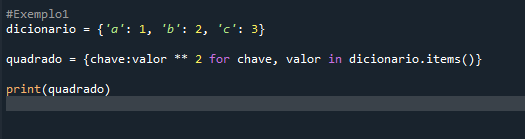 #Exemplo1
dicionario = {'a': 1, 'b': 2, 'c': 3}
quadrado = {chave:valor ** 2 for chave, valor in dicionario.items()}
print(quadrado)